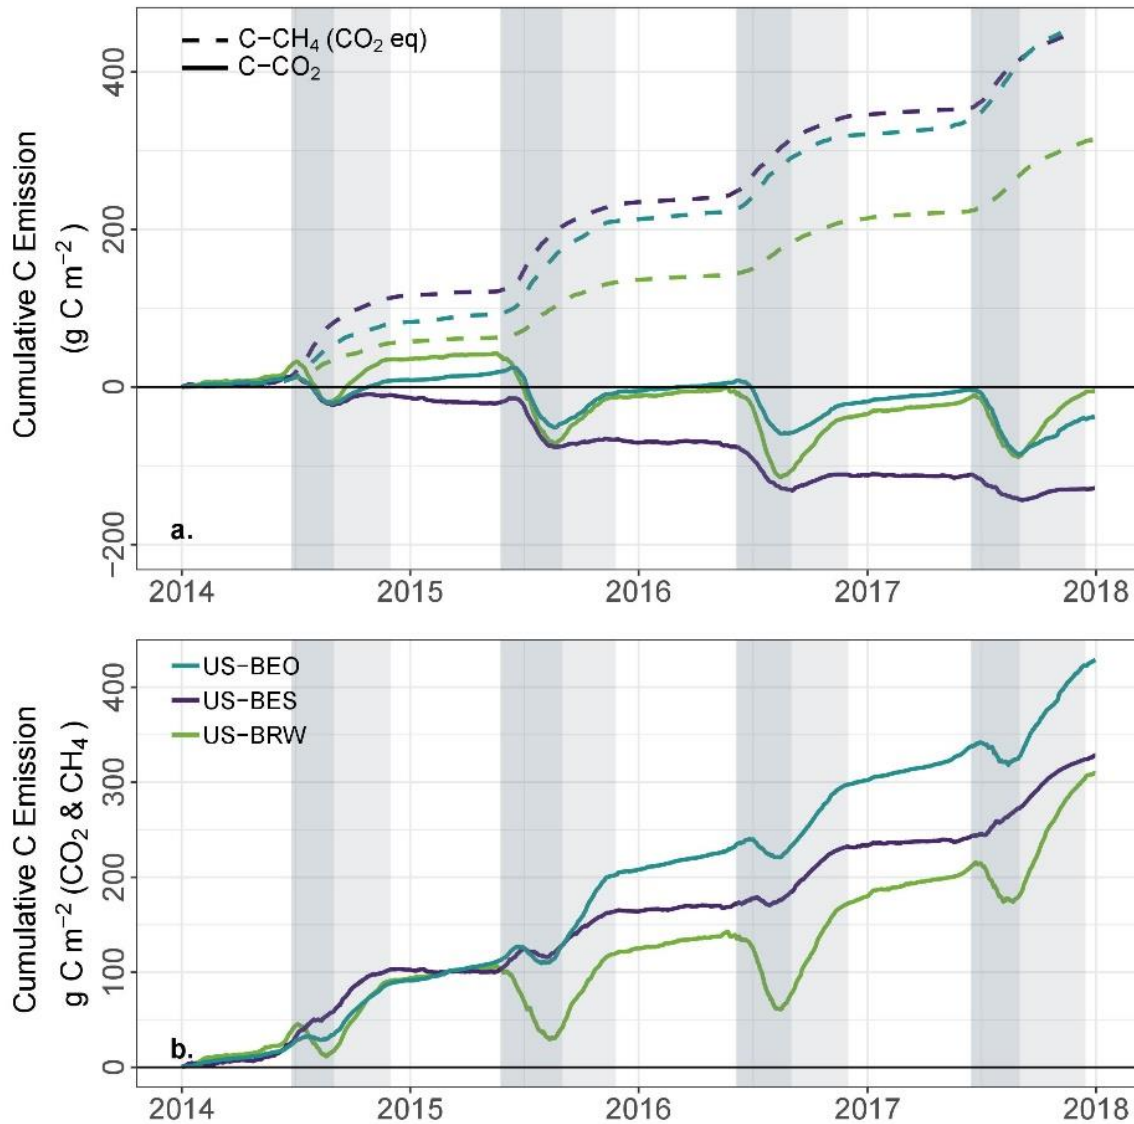 C−CH₄ (CO₂ eq)
C−CO₂
Cumulative C Emission
(g C m⁻²)
400
200
0
−200
a.
2014 2015 2016 2017 2018
US−BEO
US−BES
US−BRW
Cumulative C Emission
g C m⁻² (CO₂ & CH₄ )
400
300
200
100
0
b.
2014 2015 2016 2017 2018